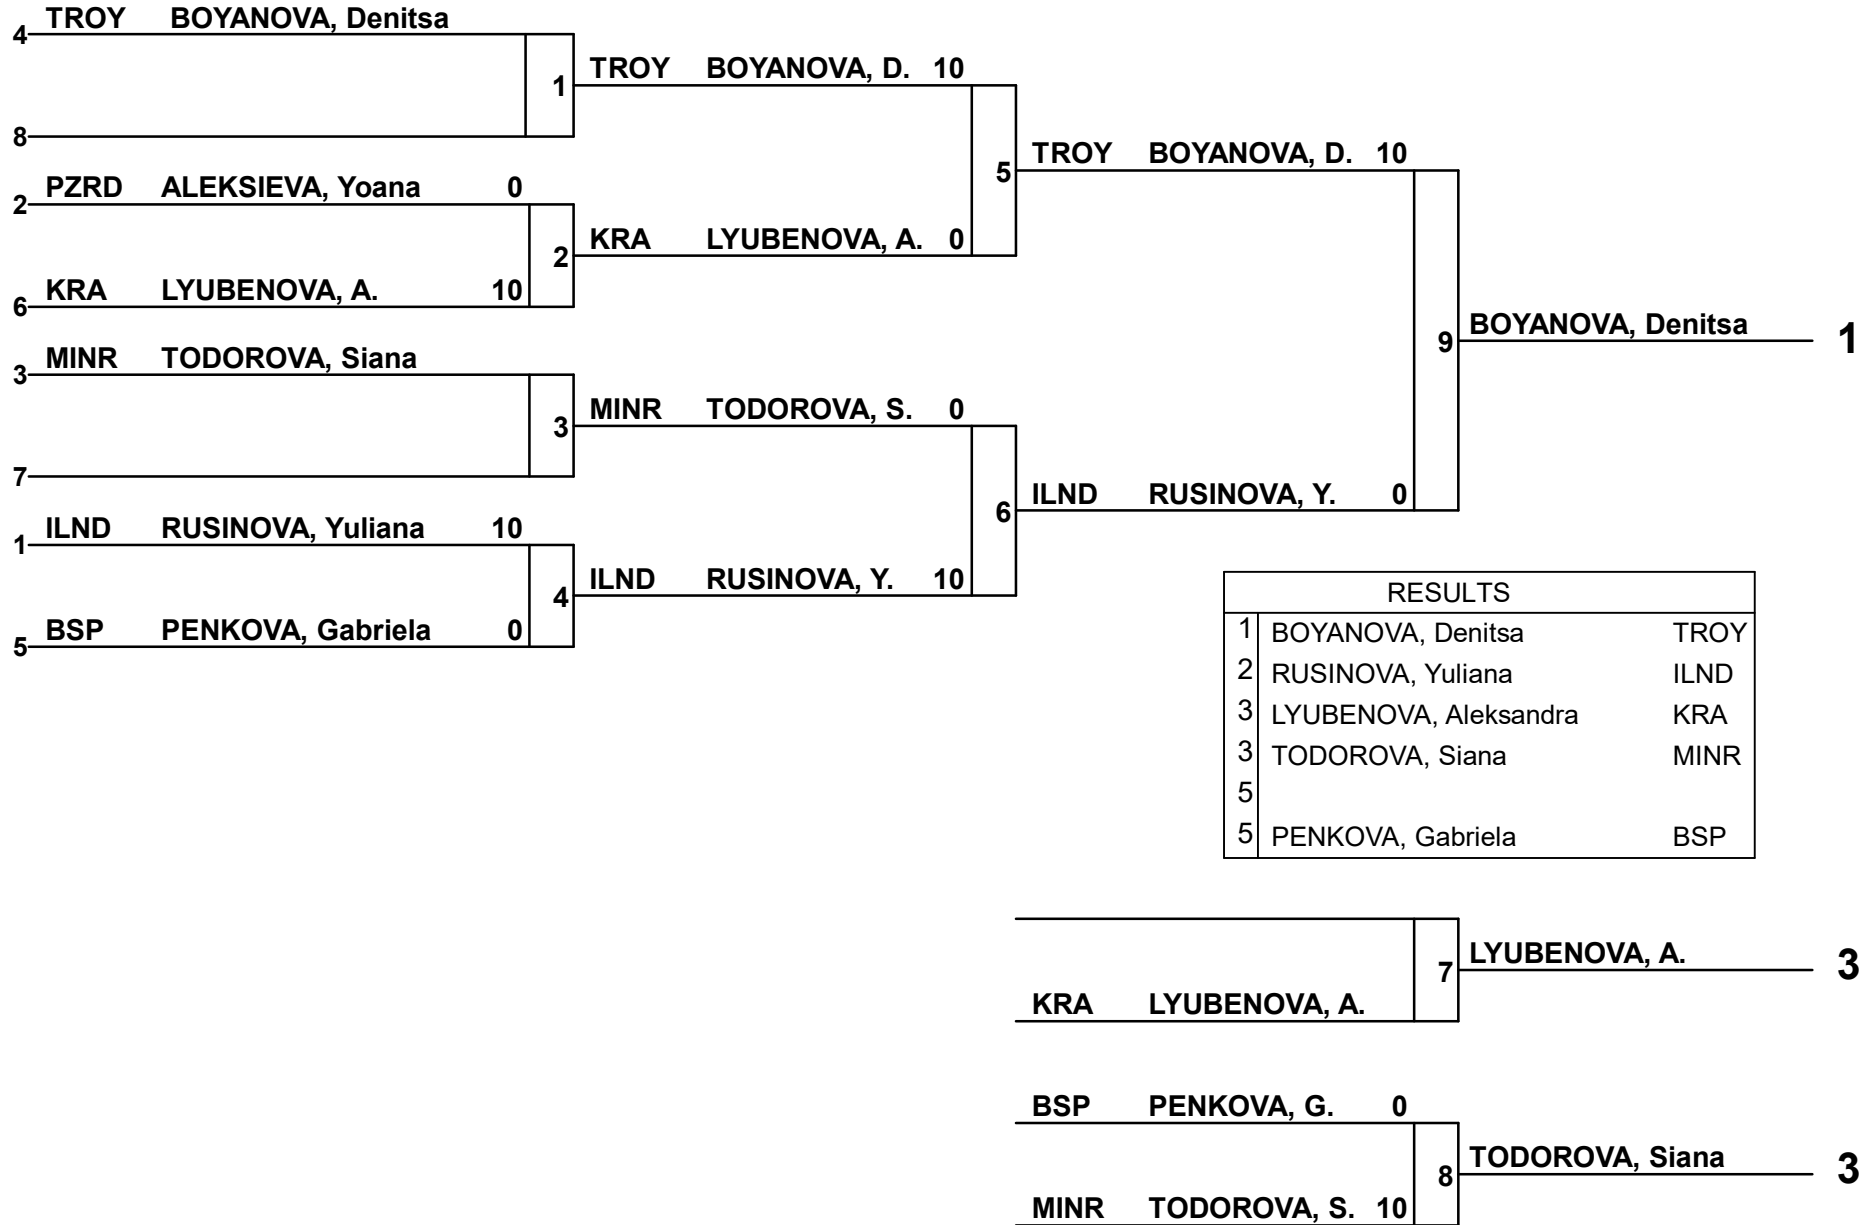 4 TROY BOYANOVA, Denitsa
1 TROY BOYANOVA, D. 10
8
5 TROY BOYANOVA, D. 10
2 PZRD ALEKSIEVA, Yoana 0
2 KRA LYUBENOVA, A. 0
6 KRA LYUBENOVA, A. 10
9 BOYANOVA, Denitsa 1
3 MINR TODOROVA, Siana
3 MINR TODOROVA, S. 0
7
6 ILND RUSINOVA, Y. 0
1 ILND RUSINOVA, Yuliana 10
4 ILND RUSINOVA, Y. 10
5 BSP PENKOVA, Gabriela 0
RESULTS
1 BOYANOVA, Denitsa TROY
2 RUSINOVA, Yuliana ILND
3 LYUBENOVA, Aleksandra KRA
3 TODOROVA, Siana MINR
5
5 PENKOVA, Gabriela BSP
7 LYUBENOVA, A. 3
KRA LYUBENOVA, A.
BSP PENKOVA, G. 0
8 TODOROVA, Siana 3
MINR TODOROVA, S. 10